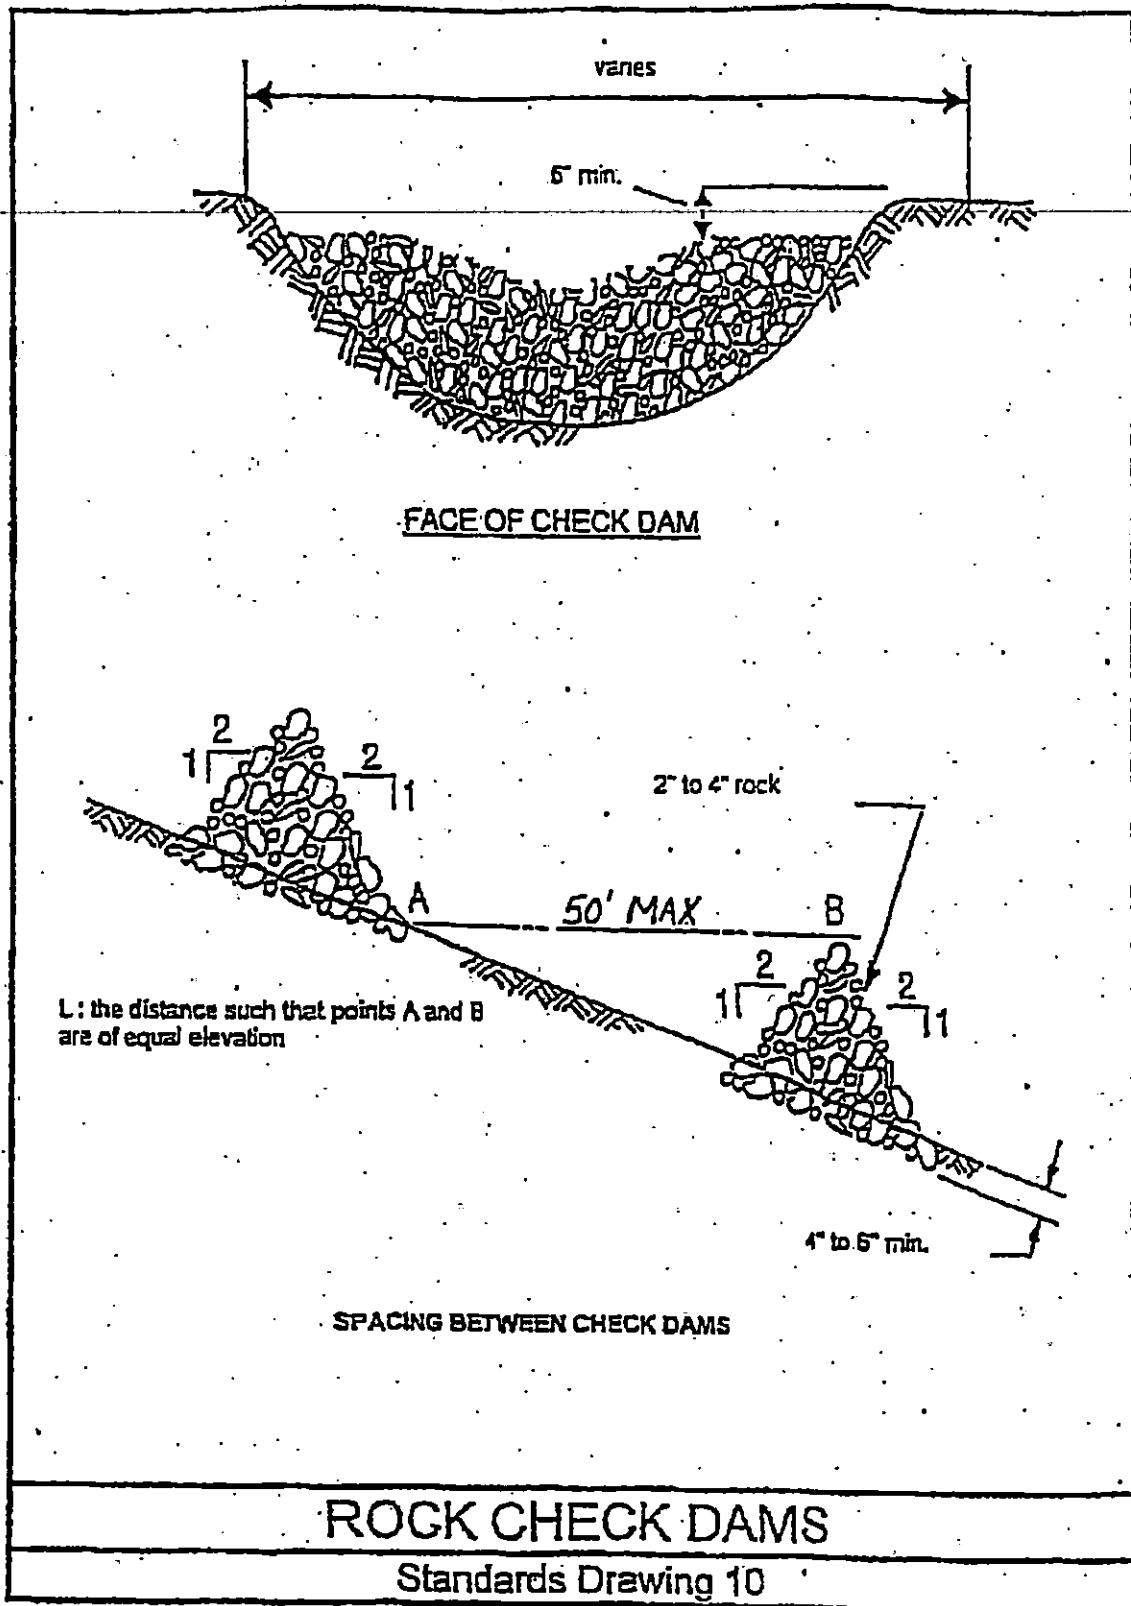 varies
6" min.
FACE OF CHECK DAM
2
1
2
1
2" to 4" rock
A
50' MAX
B
2
1
2
1
L: the distance such that points A and B
are of equal elevation
4" to 6" min.
SPACING BETWEEN CHECK DAMS
ROCK CHECK DAMS
Standards Drawing 10